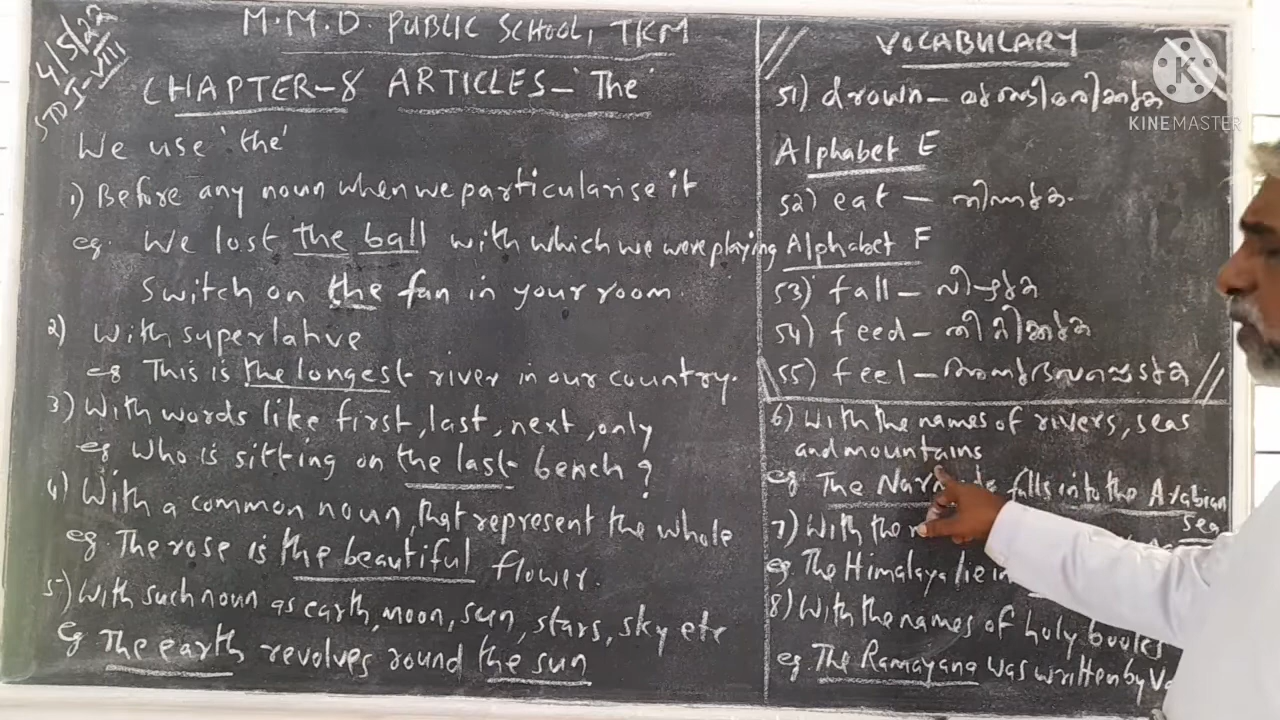 4/5/22
STD I-VIII
M.M.D. PUBLIC SCHOOL, TKM
CHAPTER-8 ARTICLES - 'The'
We use 'the'
1) Before any noun when we particularise it
eg. We lost the ball with which we were playing
Switch on the fan in your room.
2) With superlative
eg This is the longest river in our country.
3) With words like first, last, next, only
eg Who is sitting on the last bench?
4) With a common noun, that represent the whole
eg. The rose is the beautiful flower.
5) With such noun as earth, moon, sun, stars, sky etc
eg The earth revolves round the sun
VOCABULARY
51) drown -
Alphabet E
52) eat - തിന്നുക.
Alphabet F
53) fall - വീഴുക
54) feed - തീറ്റിക്കുക
55) feel - അനുഭവപ്പെടുക
6) With the names of rivers, seas
and mountains
eg. The falls into the Arabian
Sea
7) With the
eg. The Himalaya lie in
8) With the names of holy books
eg. The Ramayana was written by
KINEMASTER